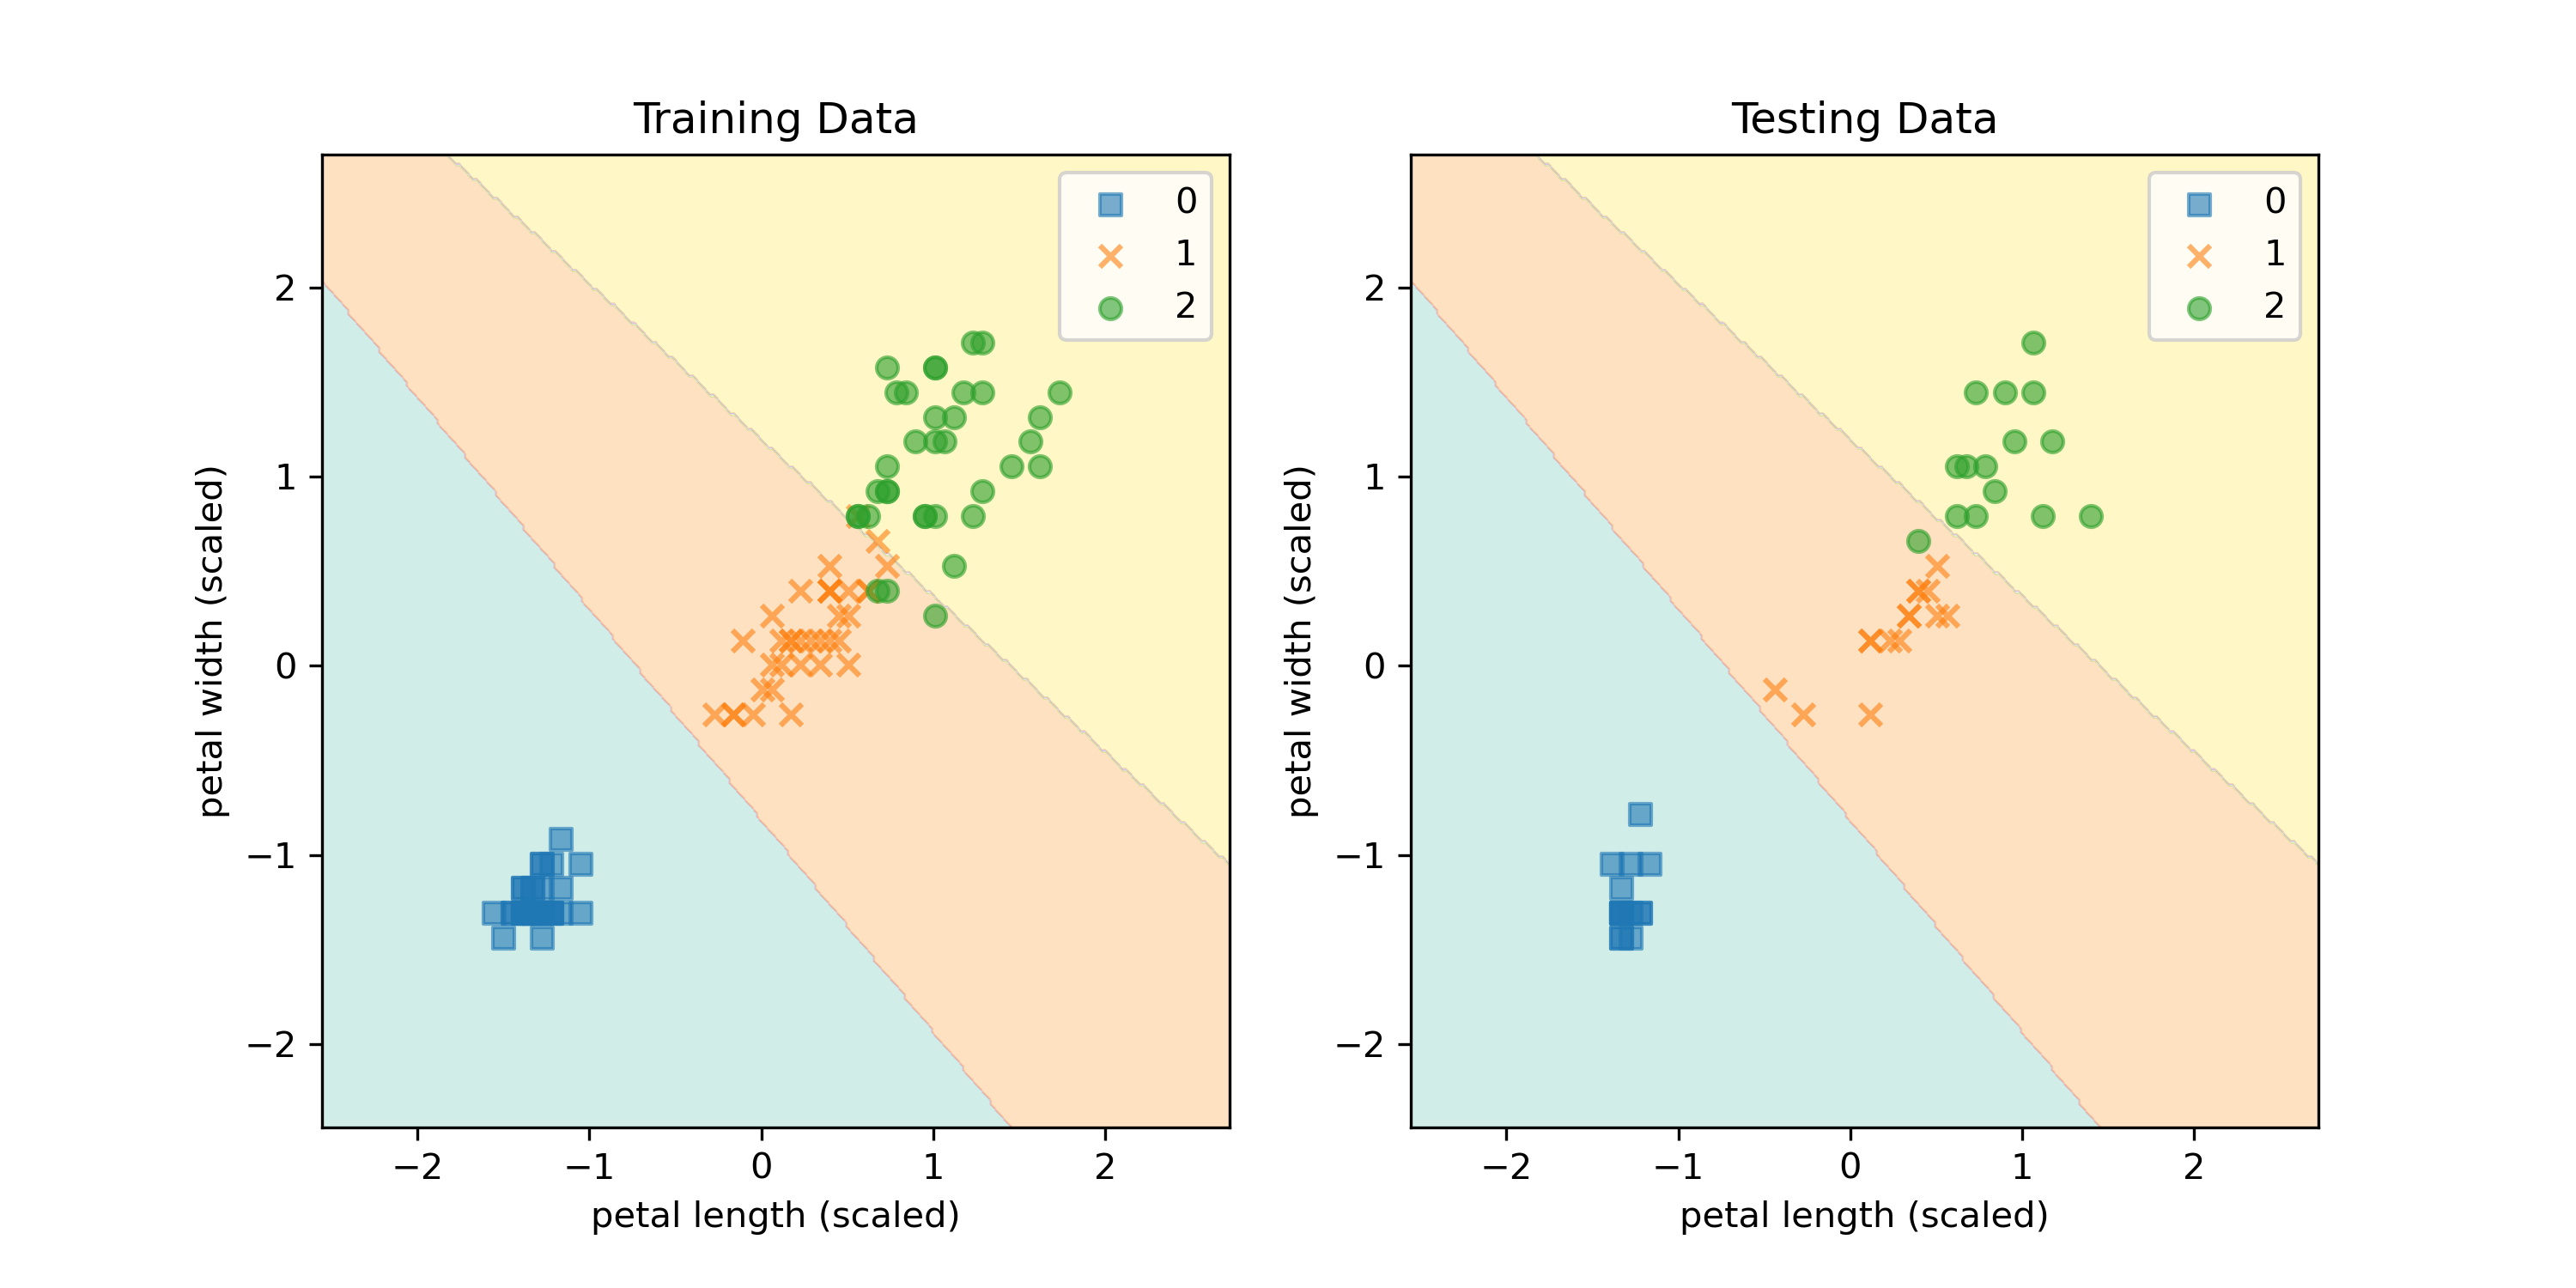 Training Data
0
1
2
2
1
0
−1
−2
petal width (scaled)
−2 −1 0 1 2
petal length (scaled)
Testing Data
0
1
2
2
1
0
−1
−2
petal width (scaled)
−2 −1 0 1 2
petal length (scaled)